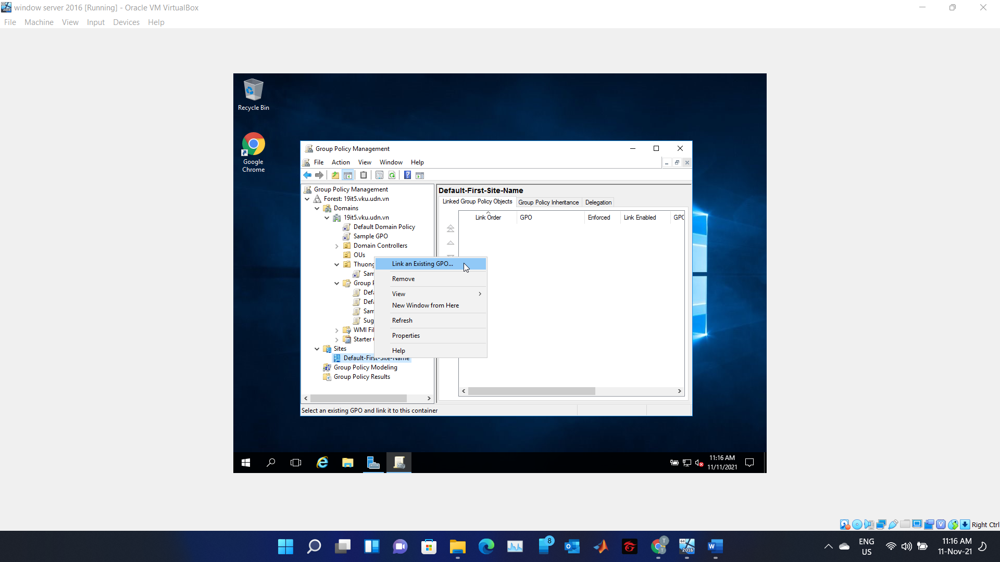 window server 2016 [Running] - Oracle VM VirtualBox
File Machine View Input Devices Help
Recycle Bin
Google
Chrome
Group Policy Management
File Action View Window Help
Group Policy Management
Forest: 19it5.vku.udn.vn
Domains
19it5.vku.udn.vn
Default Domain Policy
Sample GPO
Domain Controllers
OUs
Thuong
Sam
Group P
Defa
Defa
Sam
Sug
WMI Fil
Starter
Sites
Default-First-Site-Name
Group Policy Modeling
Group Policy Results
Default-First-Site-Name
Linked Group Policy Objects Group Policy Inheritance Delegation
Link Order GPO Enforced Link Enabled GPO
Link an Existing GPO...
Remove
View
New Window from Here
Refresh
Properties
Help
Select an existing GPO and link it to this container
11:16 AM
11/11/2021
Right Ctrl
8
64
2016
ENG
US
11:16 AM
11-Nov-21